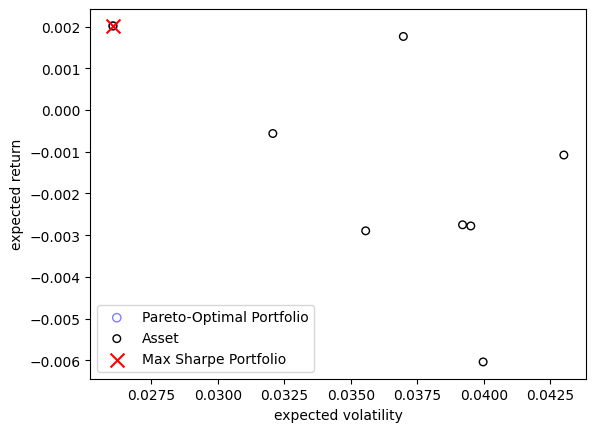 0.002
0.001
0.000
−0.001
−0.002
−0.003
−0.004
−0.005
−0.006
expected return
Pareto-Optimal Portfolio
Asset
Max Sharpe Portfolio
0.0275 0.0300 0.0325 0.0350 0.0375 0.0400 0.0425
expected volatility